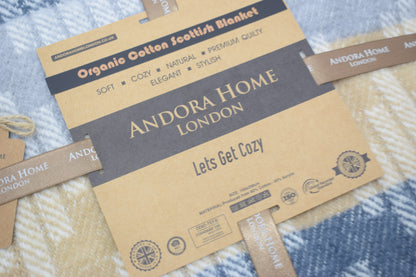 ANDORAHOMELONDON.CO.UK
Organic Cotton Scottish Blanket
SOFT ▪ COZY ▪ NATURAL ▪ PREMIUM QUILTY
ELEGANT ▪ STYLISH
ANDORA HOME
LONDON
Lets Get Cozy
ANDORA HOME
LONDON
ANDORA HOME
LONDON
ANDORA HOME
LONDON